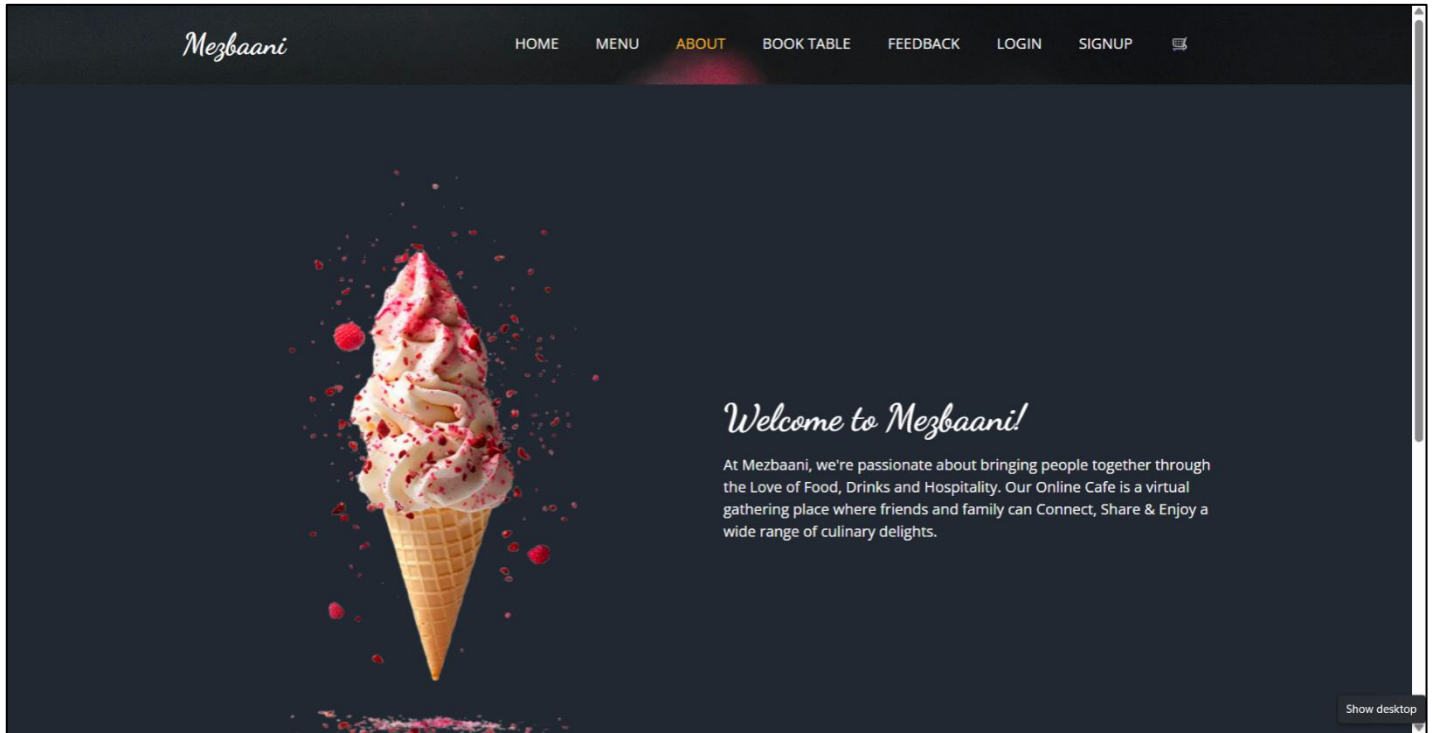 Mezbaani
HOME MENU ABOUT BOOK TABLE FEEDBACK LOGIN SIGNUP
Welcome to Mezbaani!
At Mezbaani, we're passionate about bringing people together through
the Love of Food, Drinks and Hospitality. Our Online Cafe is a virtual
gathering place where friends and family can Connect, Share & Enjoy a
wide range of culinary delights.
Show desktop